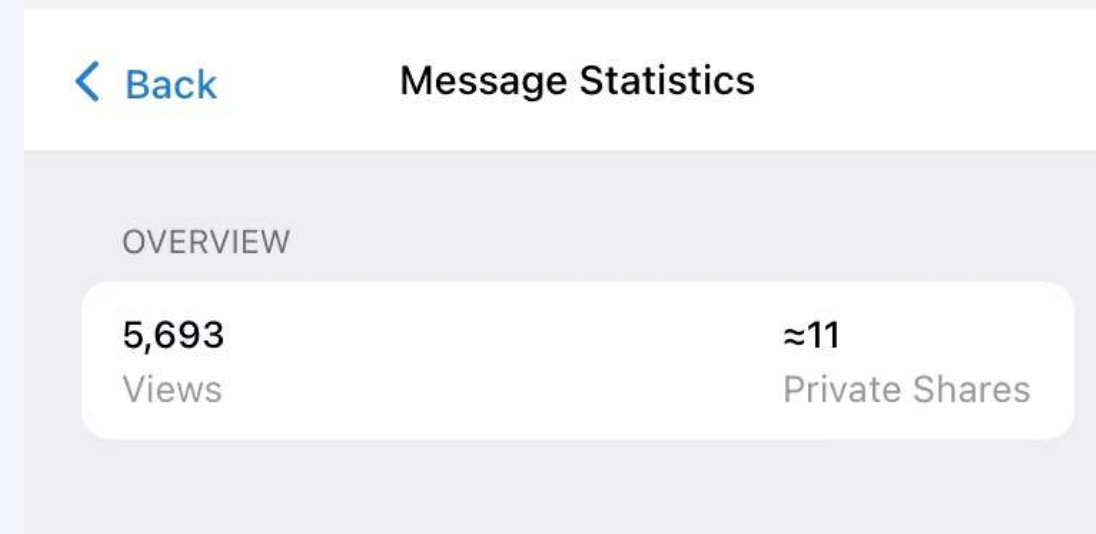 Back
Message Statistics
OVERVIEW
5,693
Views
≈11
Private Shares